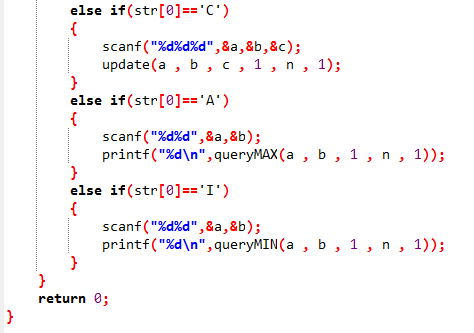 else if(str[0]=='C')
{
scanf("%d%d%d",&a,&b,&c);
update(a , b , c , 1 , n , 1);
}
else if(str[0]=='A')
{
scanf("%d%d",&a,&b);
printf("%d\n",queryMAX(a , b , 1 , n , 1));
}
else if(str[0]=='I')
{
scanf("%d%d",&a,&b);
printf("%d\n",queryMIN(a , b , 1 , n , 1));
}
}
return 0;
}